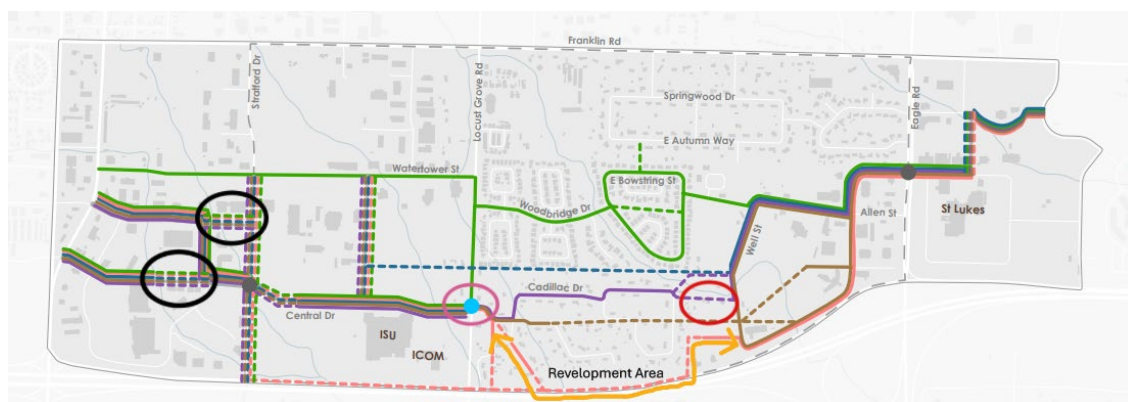 Franklin Rd
Stratford Dr
Locust Grove Rd
Springwood Dr
Eagle Rd
E Autumn Way
Watertower St
E Bowstring St
Woodbridge Dr
Well St
Allen St
St Lukes
Cadillac Dr
Central Dr
ISU
ICOM
Revelopment Area